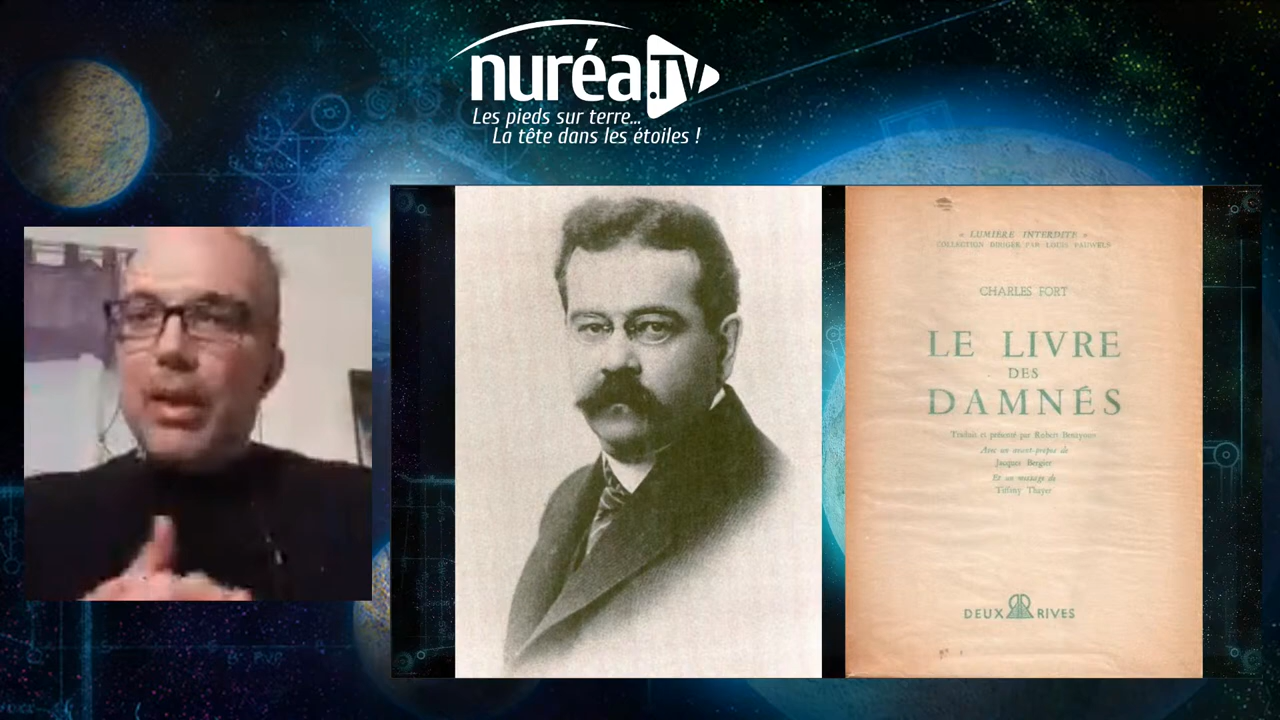 nuréa.TV
Les pieds sur terre...
La tête dans les étoiles !
« LUMIÈRE INTERDITE »
COLLECTION DIRIGÉE PAR LOUIS PAUWELS
CHARLES FORT
LE LIVRE
DES
DAMNÉS
Traduit et présenté par Robert Benayoun
Avec un avant-propos de
Jacques Bergier
Et un message de
Tiffany Thayer
DEUX RIVES